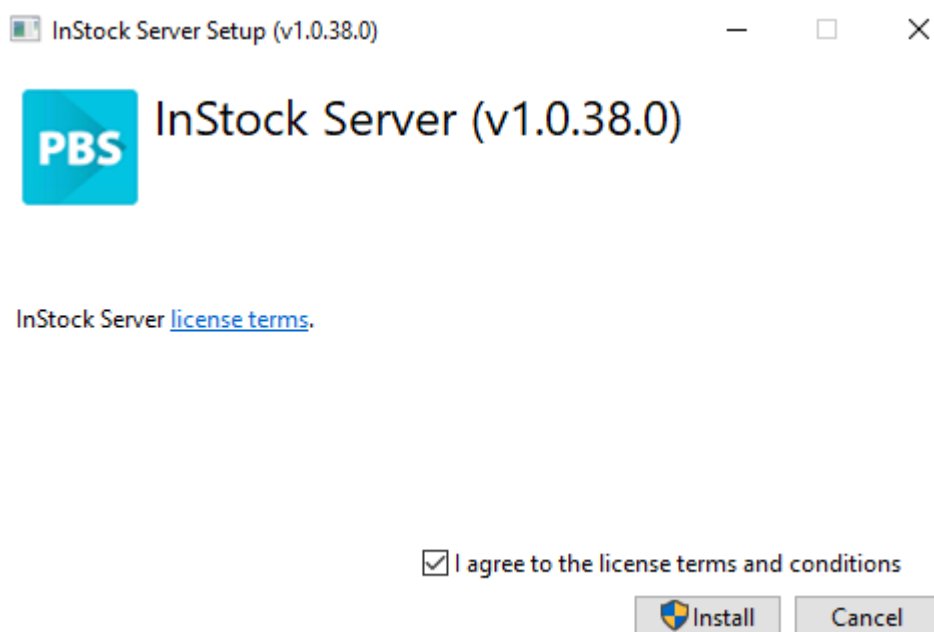 InStock Server Setup (v1.0.38.0)
PBS
InStock Server (v1.0.38.0)
InStock Server license terms.
I agree to the license terms and conditions
Install
Cancel